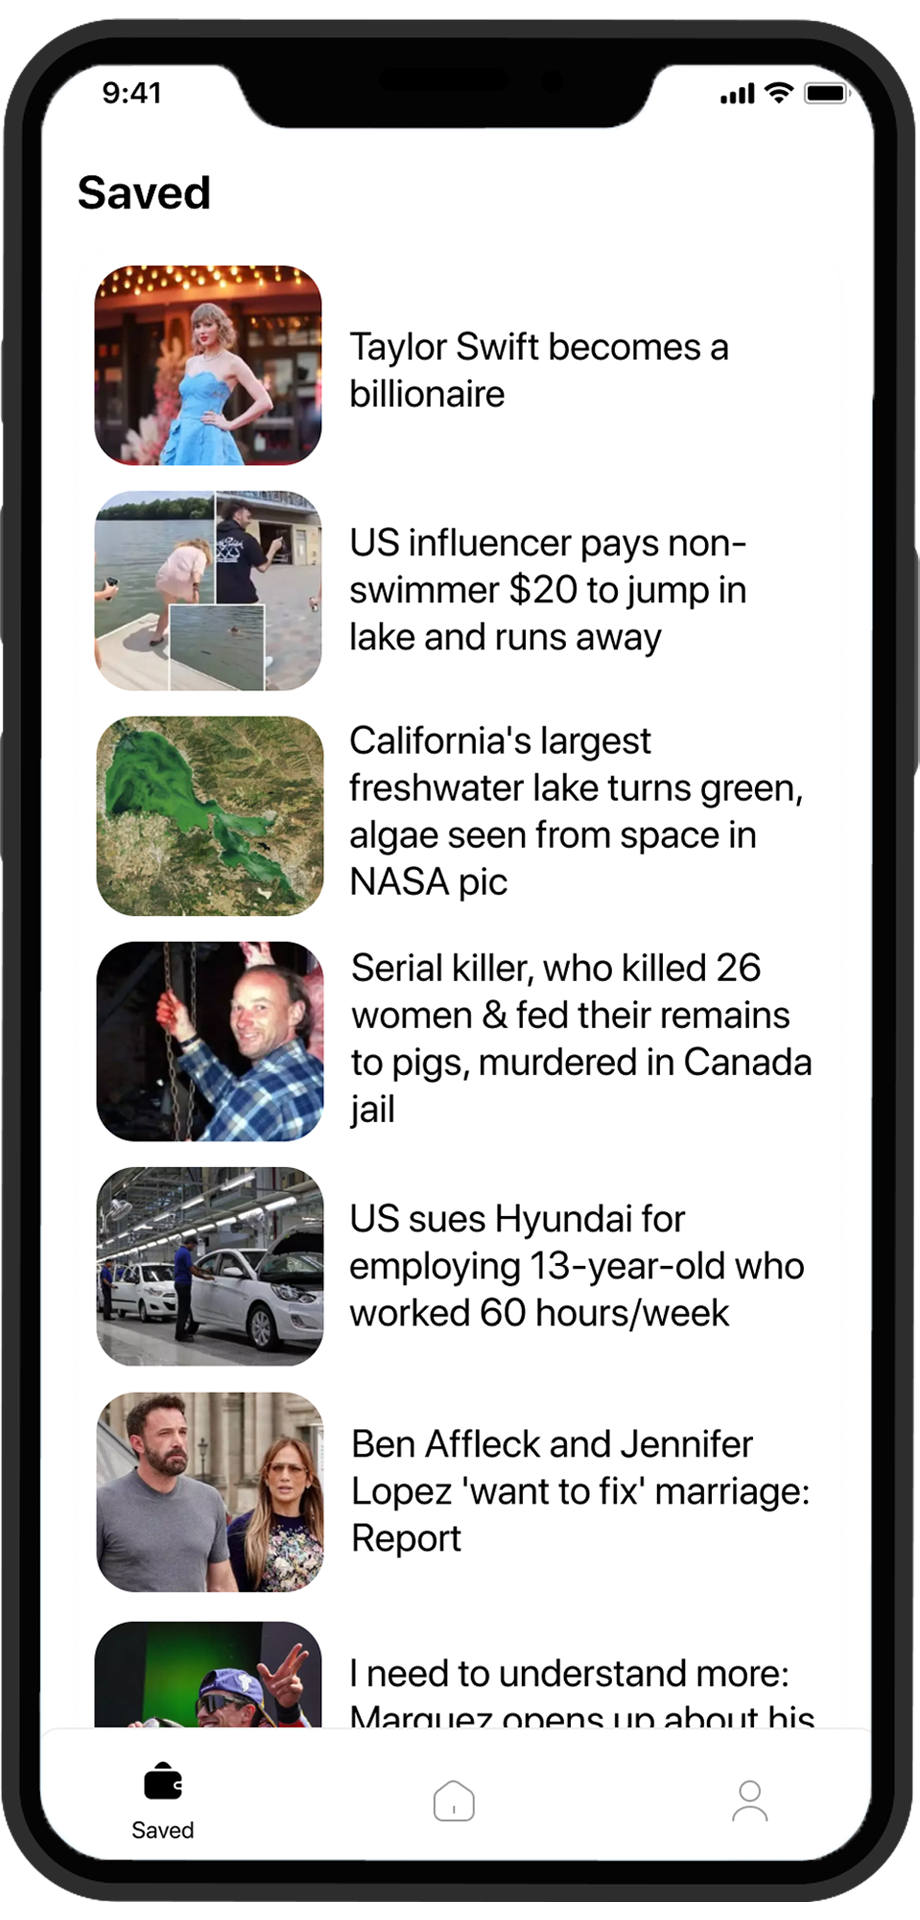 9:41
Saved
Taylor Swift becomes a
billionaire
US influencer pays non-
swimmer $20 to jump in
lake and runs away
California's largest
freshwater lake turns green,
algae seen from space in
NASA pic
Serial killer, who killed 26
women & fed their remains
to pigs, murdered in Canada
jail
US sues Hyundai for
employing 13-year-old who
worked 60 hours/week
Ben Affleck and Jennifer
Lopez 'want to fix' marriage:
Report
I need to understand more:
Marquez opens up about his
Saved